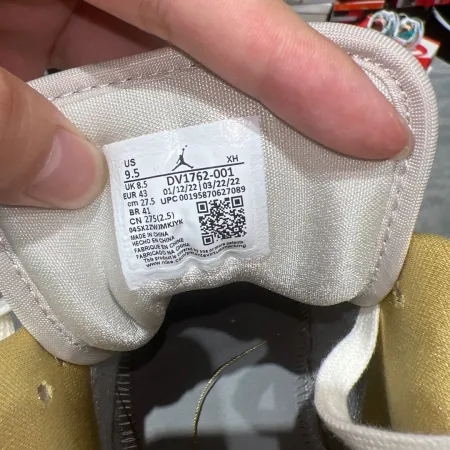 US
9.5
XH
UK 8.5
EUR 43
cm 27.5
BR 41
CN 275(2.5)
DV1762-001
01/12/22 03/22/22
UPC 00195870627089
045X2ZWJMKJYK
MADE IN CHINA
HECHO EN CHINA
FABRIQUE EN CHINE
FABRICADO NA CHINA